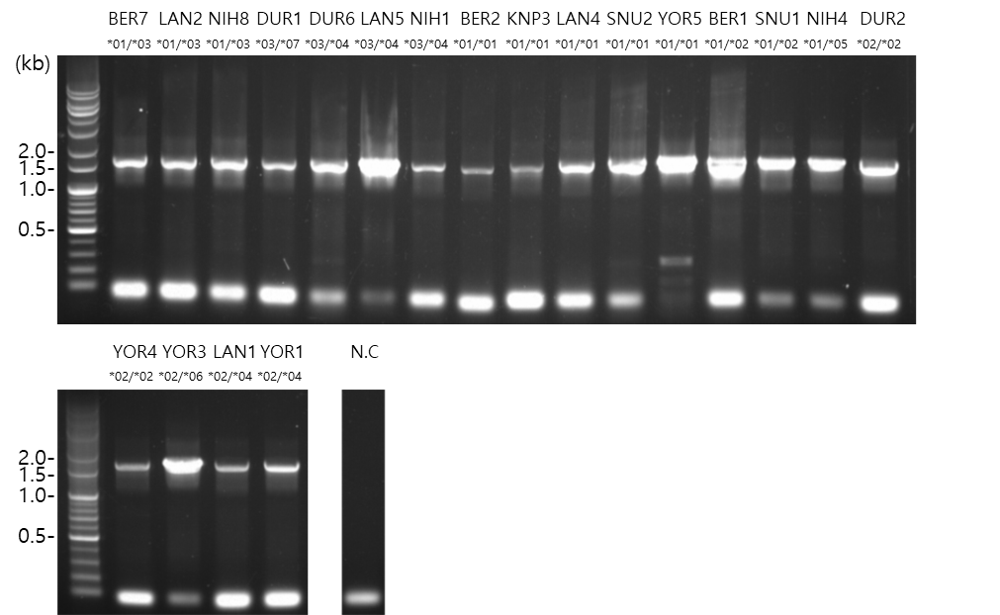 BER7 LAN2 NIH8 DUR1 DUR6 LAN5 NIH1 BER2 KNP3 LAN4 SNU2 YOR5 BER1 SNU1 NIH4 DUR2
*01/*03 *01/*03 *01/*03 *03/*07 *03/*04 *03/*04 *03/*04 *01/*01 *01/*01 *01/*01 *01/*01 *01/*01 *01/*02 *01/*02 *01/*05 *02/*02
(kb)
2.0-
1.5-
1.0-
0.5-
YOR4 YOR3 LAN1 YOR1 N.C
*02/*02 *02/*06 *02/*04 *02/*04
2.0-
1.5-
1.0-
0.5-